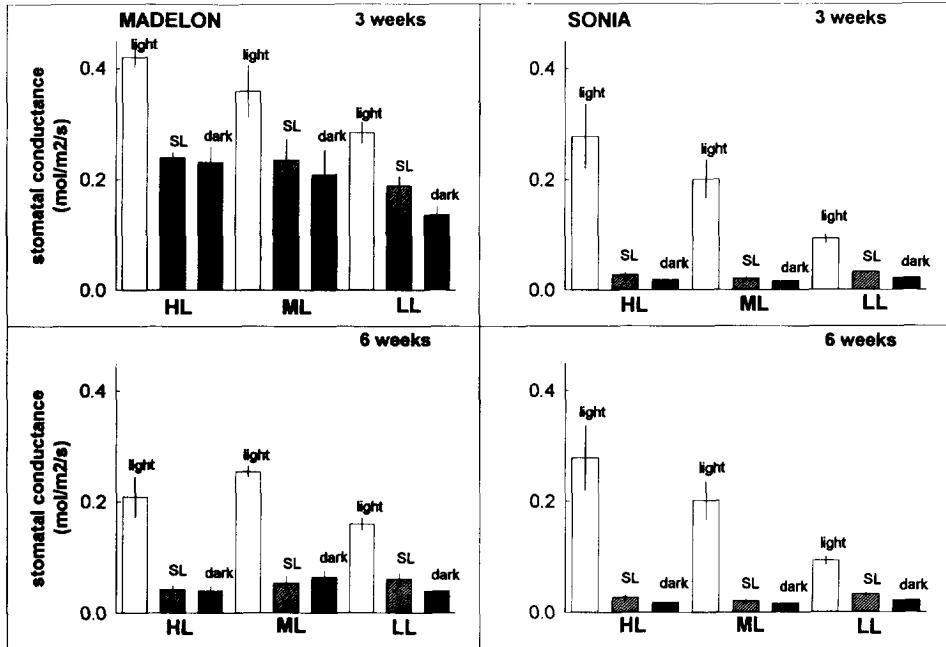 MADELON 3 weeks
stomatal conductance
(mol/m2/s)
0.4
0.2
0.0
light
SL
dark
light
SL
dark
light
SL
dark
HL ML LL
SONIA 3 weeks
0.4
0.2
0.0
light
SL
dark
light
SL
dark
light
SL
dark
HL ML LL
6 weeks
stomatal conductance
(mol/m2/s)
0.4
0.2
0.0
light
SL
dark
light
SL
dark
light
SL
dark
HL ML LL
6 weeks
0.4
0.2
0.0
light
SL
dark
light
SL
dark
light
SL
dark
HL ML LL